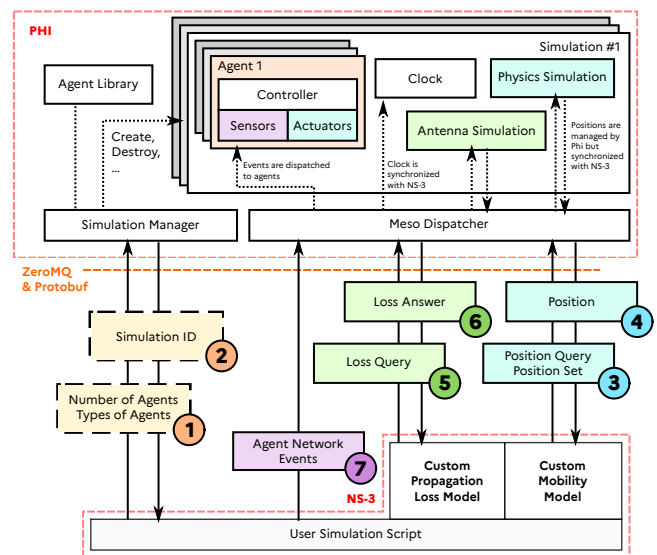 PHI
Simulation #1
Agent Library
Agent 1
Controller
Sensors
Actuators
Clock
Physics Simulation
Antenna Simulation
Create,
Destroy,
...
Events are dispatched
to agents
Clock is
synchronized
with NS-3
Positions are
managed by
Phi but
synchronized
with NS-3
Simulation Manager
Meso Dispatcher
ZeroMQ
& Protobuf
Simulation ID
2
Number of Agents
Types of Agents
1
Loss Answer
6
Loss Query
5
Position
4
Position Query
Position Set
3
Agent Network
Events
7
NS-3
Custom
Propagation
Loss Model
Custom
Mobility
Model
User Simulation Script